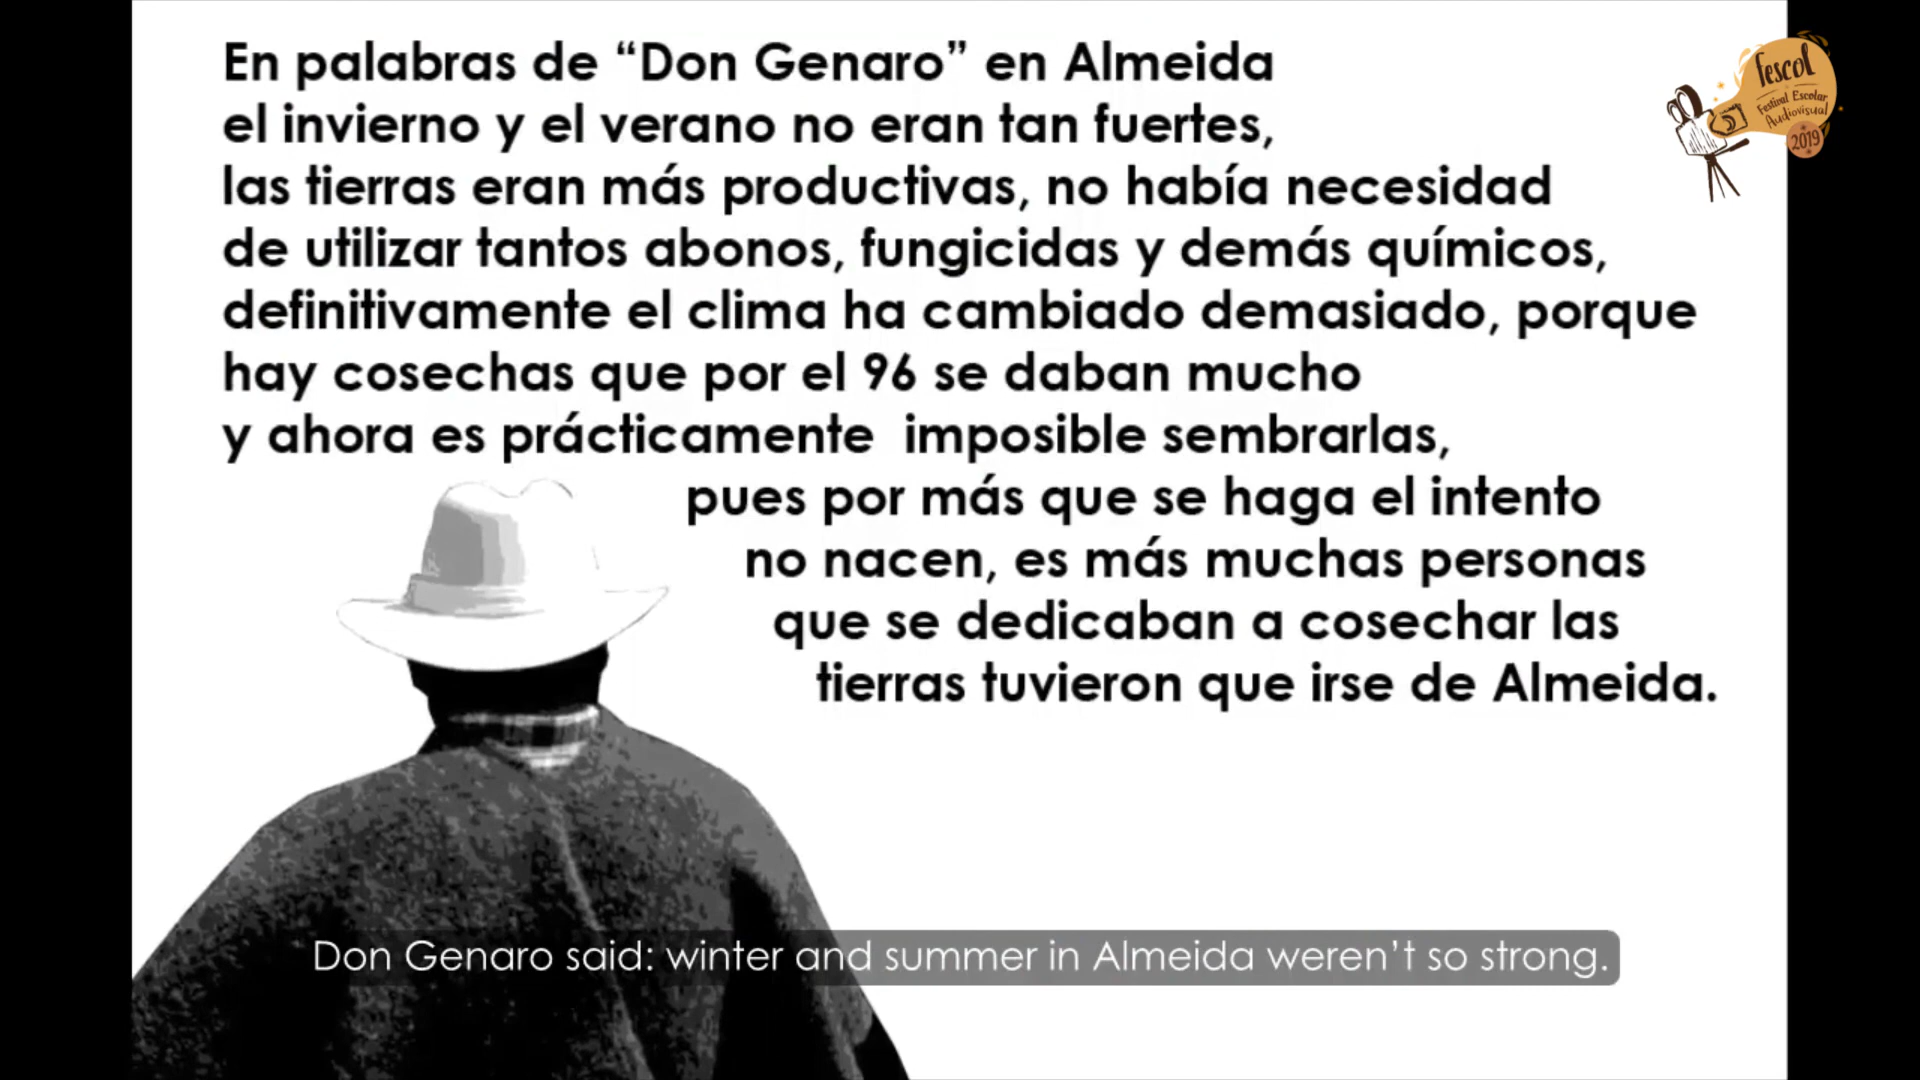 En palabras de “Don Genaro” en Almeida
el invierno y el verano no eran tan fuertes,
las tierras eran más productivas, no había necesidad
de utilizar tantos abonos, fungicidas y demás químicos,
definitivamente el clima ha cambiado demasiado, porque
hay cosechas que por el 96 se daban mucho
y ahora es prácticamente imposible sembrarlas,
pues por más que se haga el intento
no nacen, es más muchas personas
que se dedicaban a cosechar las
tierras tuvieron que irse de Almeida.
fescol
Festival Escolar
Audiovisual
2019
Don Genaro said: winter and summer in Almeida weren’t so strong.